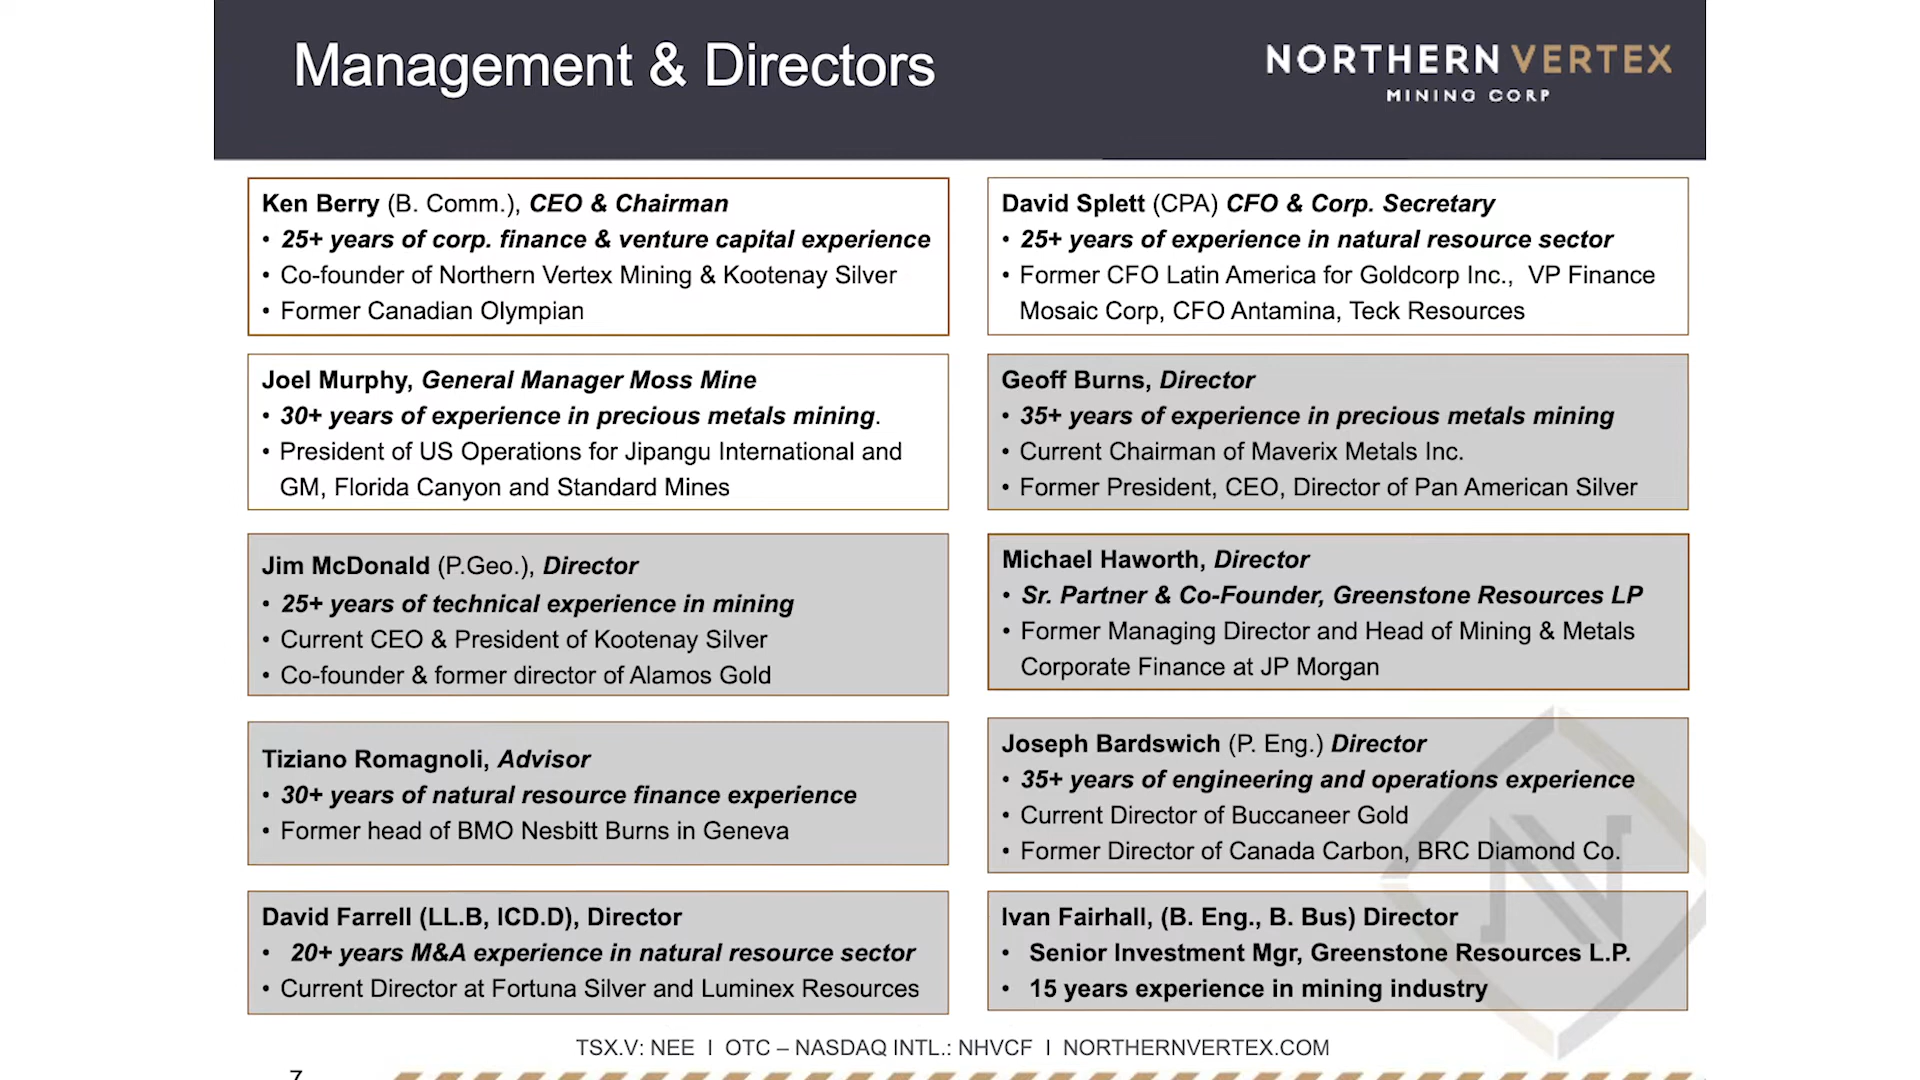 Management & Directors
NORTHERN VERTEX
MINING CORP
Ken Berry (B. Comm.), CEO & Chairman
• 25+ years of corp. finance & venture capital experience
• Co-founder of Northern Vertex Mining & Kootenay Silver
• Former Canadian Olympian
David Splett (CPA) CFO & Corp. Secretary
• 25+ years of experience in natural resource sector
• Former CFO Latin America for Goldcorp Inc., VP Finance
Mosaic Corp, CFO Antamina, Teck Resources
Joel Murphy, General Manager Moss Mine
• 30+ years of experience in precious metals mining.
• President of US Operations for Jipangu International and
GM, Florida Canyon and Standard Mines
Geoff Burns, Director
• 35+ years of experience in precious metals mining
• Current Chairman of Maverix Metals Inc.
• Former President, CEO, Director of Pan American Silver
Jim McDonald (P.Geo.), Director
• 25+ years of technical experience in mining
• Current CEO & President of Kootenay Silver
• Co-founder & former director of Alamos Gold
Michael Haworth, Director
• Sr. Partner & Co-Founder, Greenstone Resources LP
• Former Managing Director and Head of Mining & Metals
Corporate Finance at JP Morgan
Tiziano Romagnoli, Advisor
• 30+ years of natural resource finance experience
• Former head of BMO Nesbitt Burns in Geneva
Joseph Bardswich (P. Eng.) Director
• 35+ years of engineering and operations experience
• Current Director of Buccaneer Gold
• Former Director of Canada Carbon, BRC Diamond Co.
David Farrell (LL.B, ICD.D), Director
• 20+ years M&A experience in natural resource sector
• Current Director at Fortuna Silver and Luminex Resources
Ivan Fairhall, (B. Eng., B. Bus) Director
• Senior Investment Mgr, Greenstone Resources L.P.
• 15 years experience in mining industry
TSX.V: NEE I OTC – NASDAQ INTL.: NHVCF I NORTHERNVERTEX.COM
7